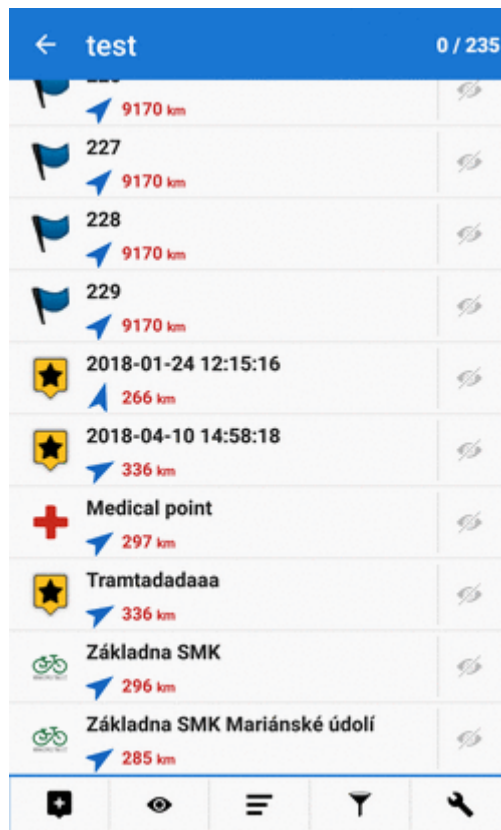 test
0 / 235
9170 km
227
9170 km
228
9170 km
229
9170 km
2018-01-24 12:15:16
266 km
2018-04-10 14:58:18
336 km
Medical point
297 km
Tramtadadaaa
336 km
Základna SMK
296 km
Základna SMK Mariánské údolí
285 km